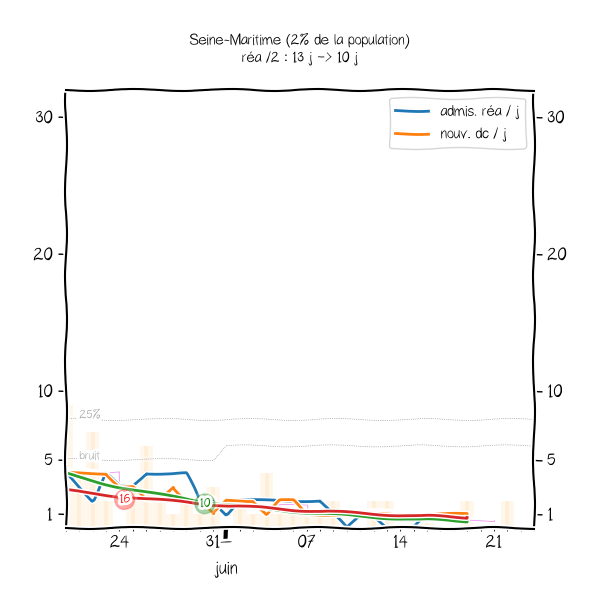 Seine-Maritime (2% de la population)
réa /2 : 13 j -> 10 j
admis. réa / j
nouv. dc / j
30 30
20 20
10 10
25%
bruit
5 5
16 10
1 1
24 31 07 14 21
juin